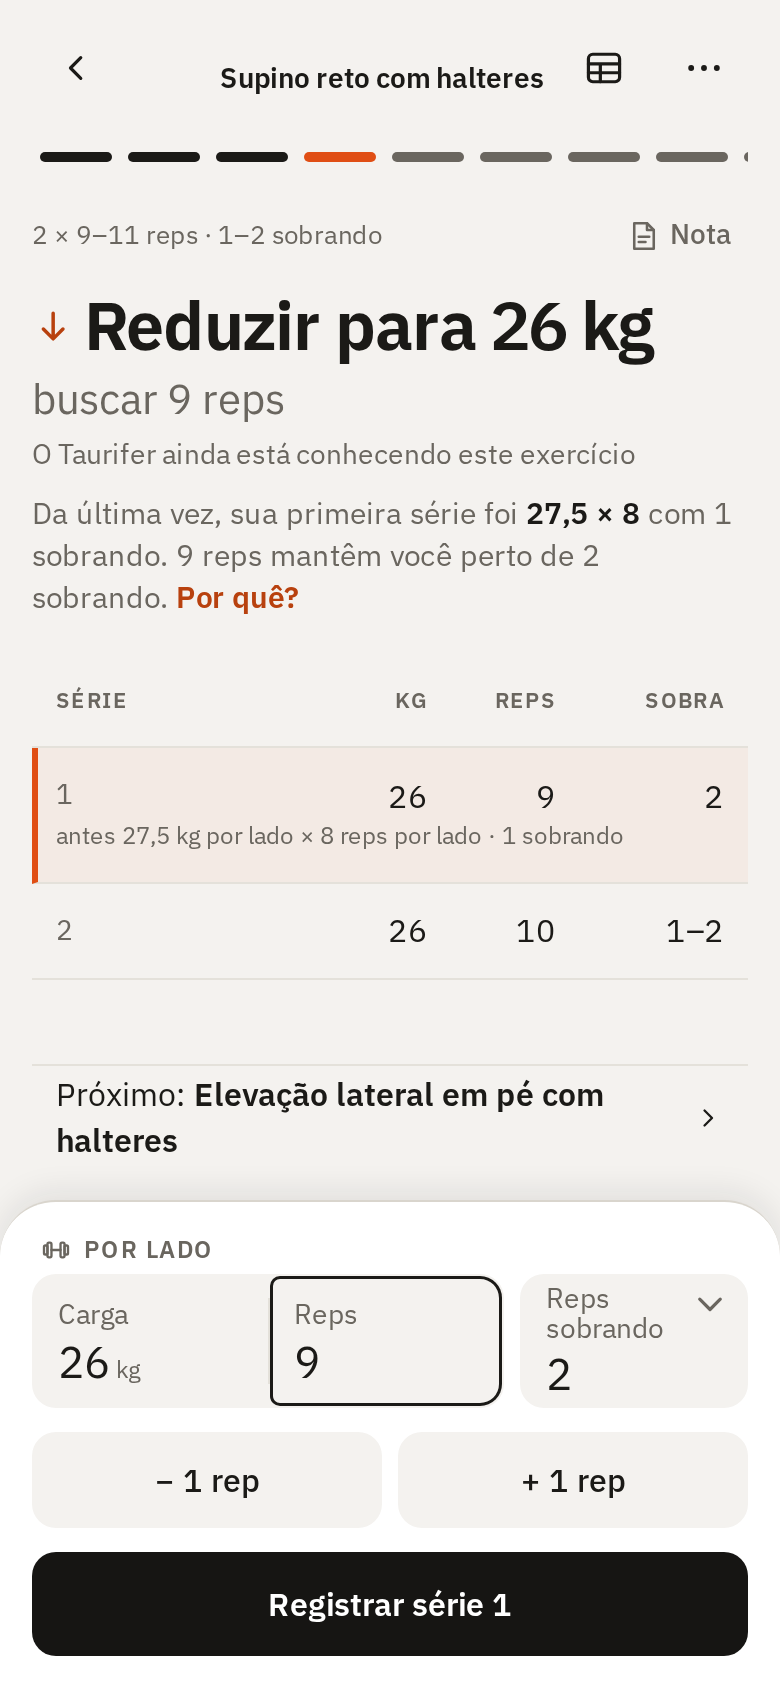 Supino reto com halteres
2 × 9–11 reps · 1–2 sobrando
Nota
↓ Reduzir para 26 kg
buscar 9 reps
O Taurifer ainda está conhecendo este exercício
Da última vez, sua primeira série foi 27,5 × 8 com 1
sobrando. 9 reps mantêm você perto de 2
sobrando. Por quê?
SÉRIE KG REPS SOBRA
1 26 9 2
antes 27,5 kg por lado × 8 reps por lado · 1 sobrando
2 26 10 1–2
Próximo: Elevação lateral em pé com
halteres
POR LADO
Carga
26 kg
Reps
9
Reps
sobrando
2
− 1 rep
+ 1 rep
Registrar série 1